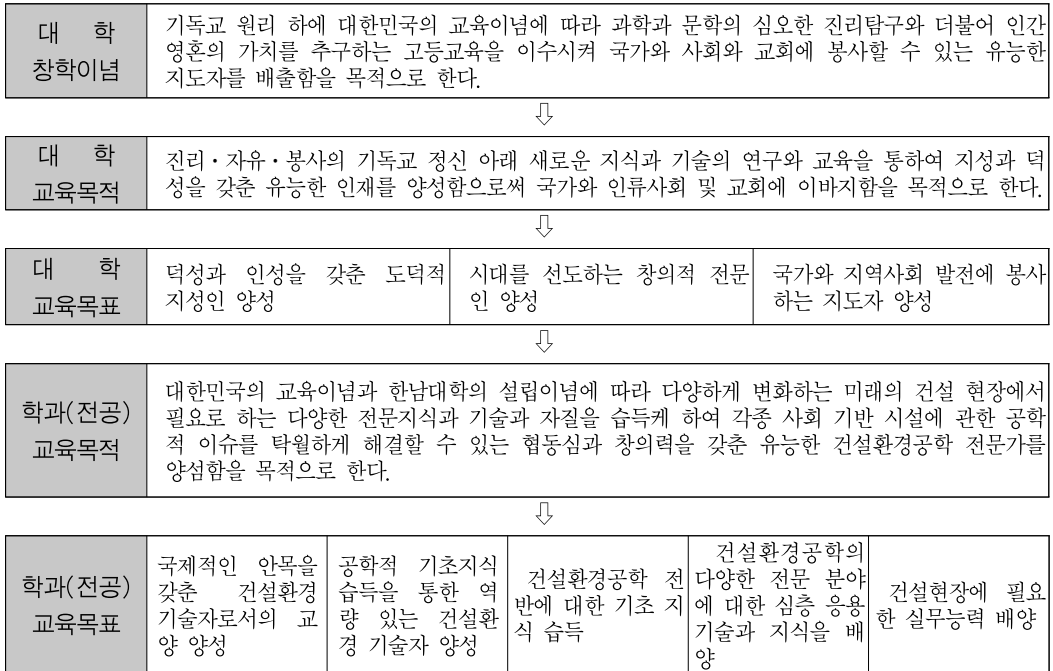 대 학
창학이념
기독교 원리 하에 대한민국의 교육이념에 따라 과학과 문학의 심오한 진리탐구와 더불어 인간
영혼의 가치를 추구하는 고등교육을 이수시켜 국가와 사회와 교회에 봉사할 수 있는 유능한
지도자를 배출함을 목적으로 한다.
⇩
대 학
교육목적
진리・자유・봉사의 기독교 정신 아래 새로운 지식과 기술의 연구와 교육을 통하여 지성과 덕
성을 갖춘 유능한 인재를 양성함으로써 국가와 인류사회 및 교회에 이바지함을 목적으로 한다.
⇩
대 학
교육목표
덕성과 인성을 갖춘 도덕적
지성인 양성
시대를 선도하는 창의적 전문
인 양성
국가와 지역사회 발전에 봉사
하는 지도자 양성
⇩
학과(전공)
교육목적
대한민국의 교육이념과 한남대학의 설립이념에 따라 다양하게 변화하는 미래의 건설 현장에서
필요로 하는 다양한 전문지식과 기술과 자질을 습득케 하여 각종 사회 기반 시설에 관한 공학
적 이슈를 탁월하게 해결할 수 있는 협동심과 창의력을 갖춘 유능한 건설환경공학 전문가를
양섬함을 목적으로 한다.
⇩
학과(전공)
교육목표
국제적인 안목을
갖춘 건설환경
기술자로서의 교
양 양성
공학적 기초지식
습득을 통한 역
량 있는 건설환
경 기술자 양성
건설환경공학 전
반에 대한 기초 지
식 습득
건설환경공학의
다양한 전문 분야
에 대한 심층 응용
기술과 지식을 배
양
건설현장에 필요
한 실무능력 배양